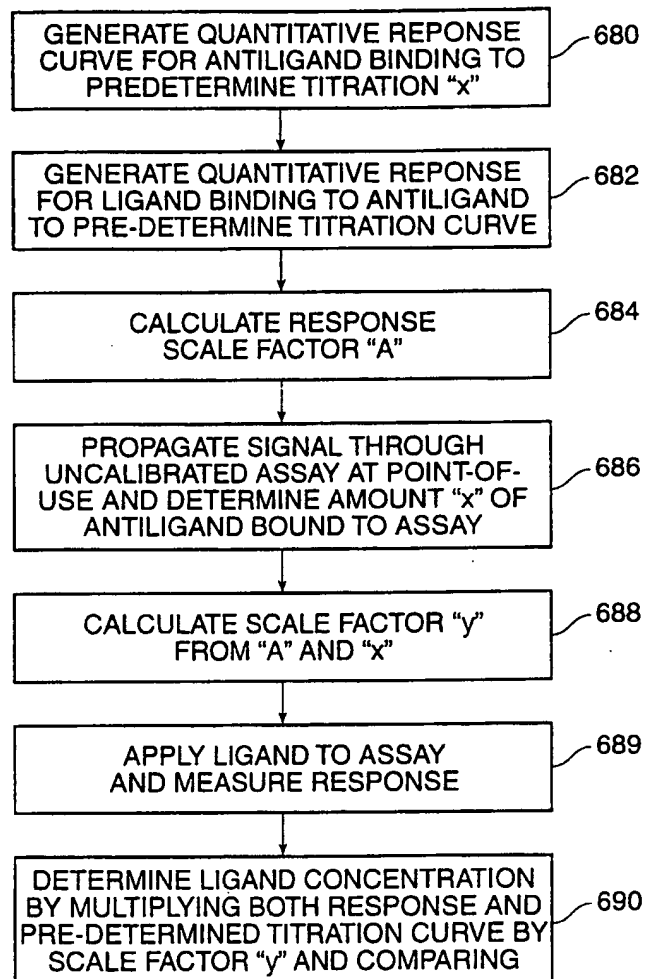 GENERATE QUANTITATIVE REPONSE
CURVE FOR ANTILIGAND BINDING TO
PREDETERMINE TITRATION “x”
680
GENERATE QUANTITATIVE REPONSE
FOR LIGAND BINDING TO ANTILIGAND
TO PRE-DETERMINE TITRATION CURVE
682
CALCULATE RESPONSE
SCALE FACTOR “A”
684
PROPAGATE SIGNAL THROUGH
UNCALIBRATED ASSAY AT POINT-OF-
USE AND DETERMINE AMOUNT “x” OF
ANTILIGAND BOUND TO ASSAY
686
CALCULATE SCALE FACTOR “y”
FROM “A” AND “x”
688
APPLY LIGAND TO ASSAY
AND MEASURE RESPONSE
689
DETERMINE LIGAND CONCENTRATION
BY MULTIPLYING BOTH RESPONSE AND
PRE-DETERMINED TITRATION CURVE BY
SCALE FACTOR “y” AND COMPARING
690